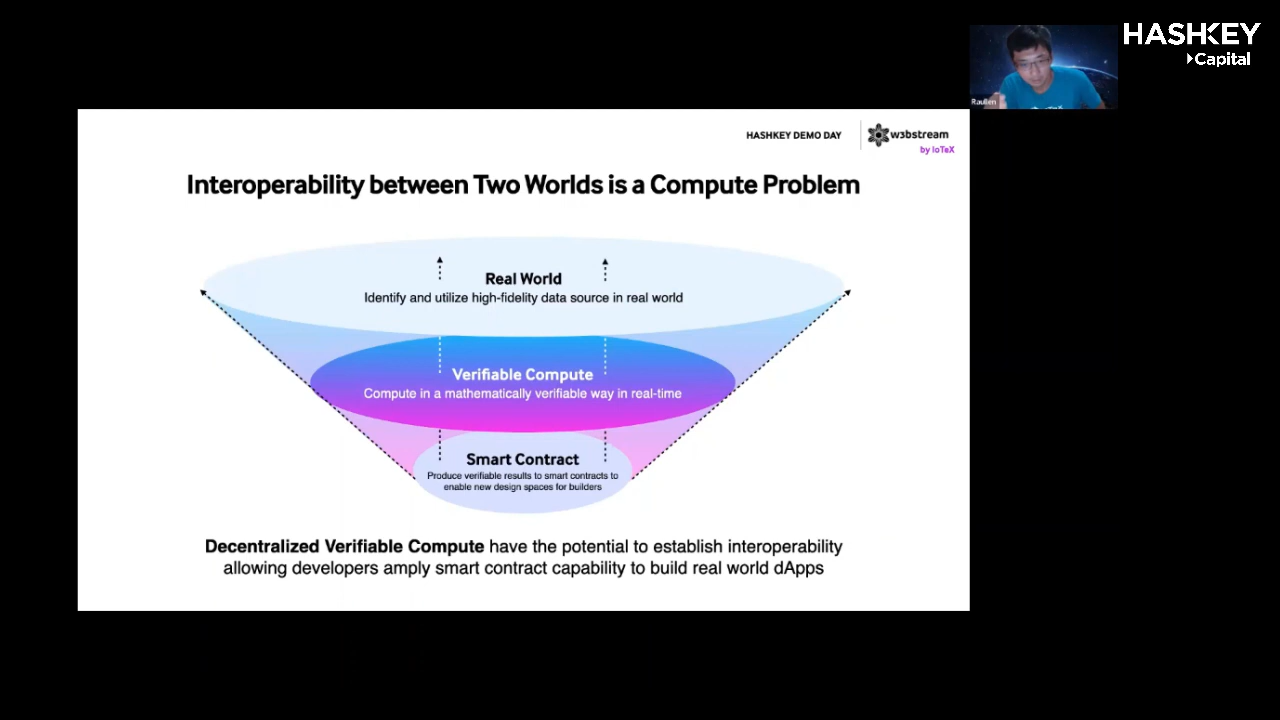 HASHKEY
Capital
Raullen
HASHKEY DEMO DAY
w3bstream
by IoTeX
Interoperability between Two Worlds is a Compute Problem
Real World
Identify and utilize high-fidelity data source in real world
Verifiable Compute
Compute in a mathematically verifiable way in real-time
Smart Contract
Produce verifiable results to smart contracts to
enable new design spaces for builders
Decentralized Verifiable Compute have the potential to establish interoperability
allowing developers amply smart contract capability to build real world dApps